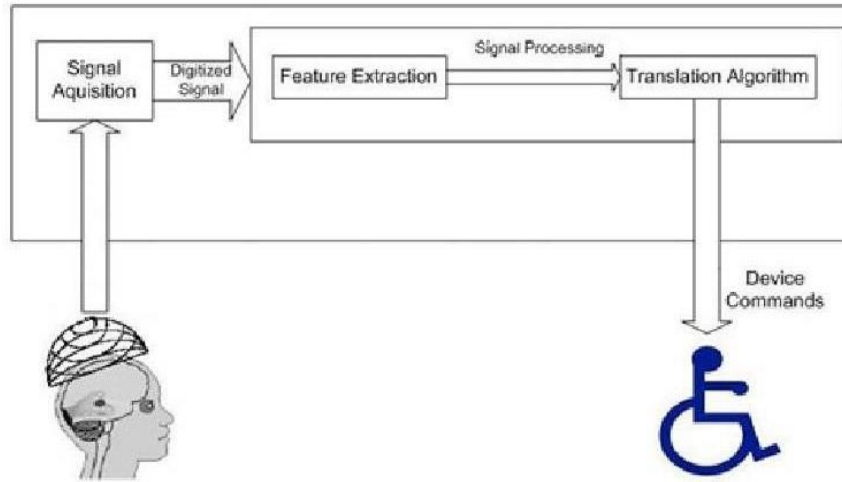 Signal
Aquisition
Digitized
Signal
Feature Extraction
Signal Processing
Translation Algorithm
Device
Commands